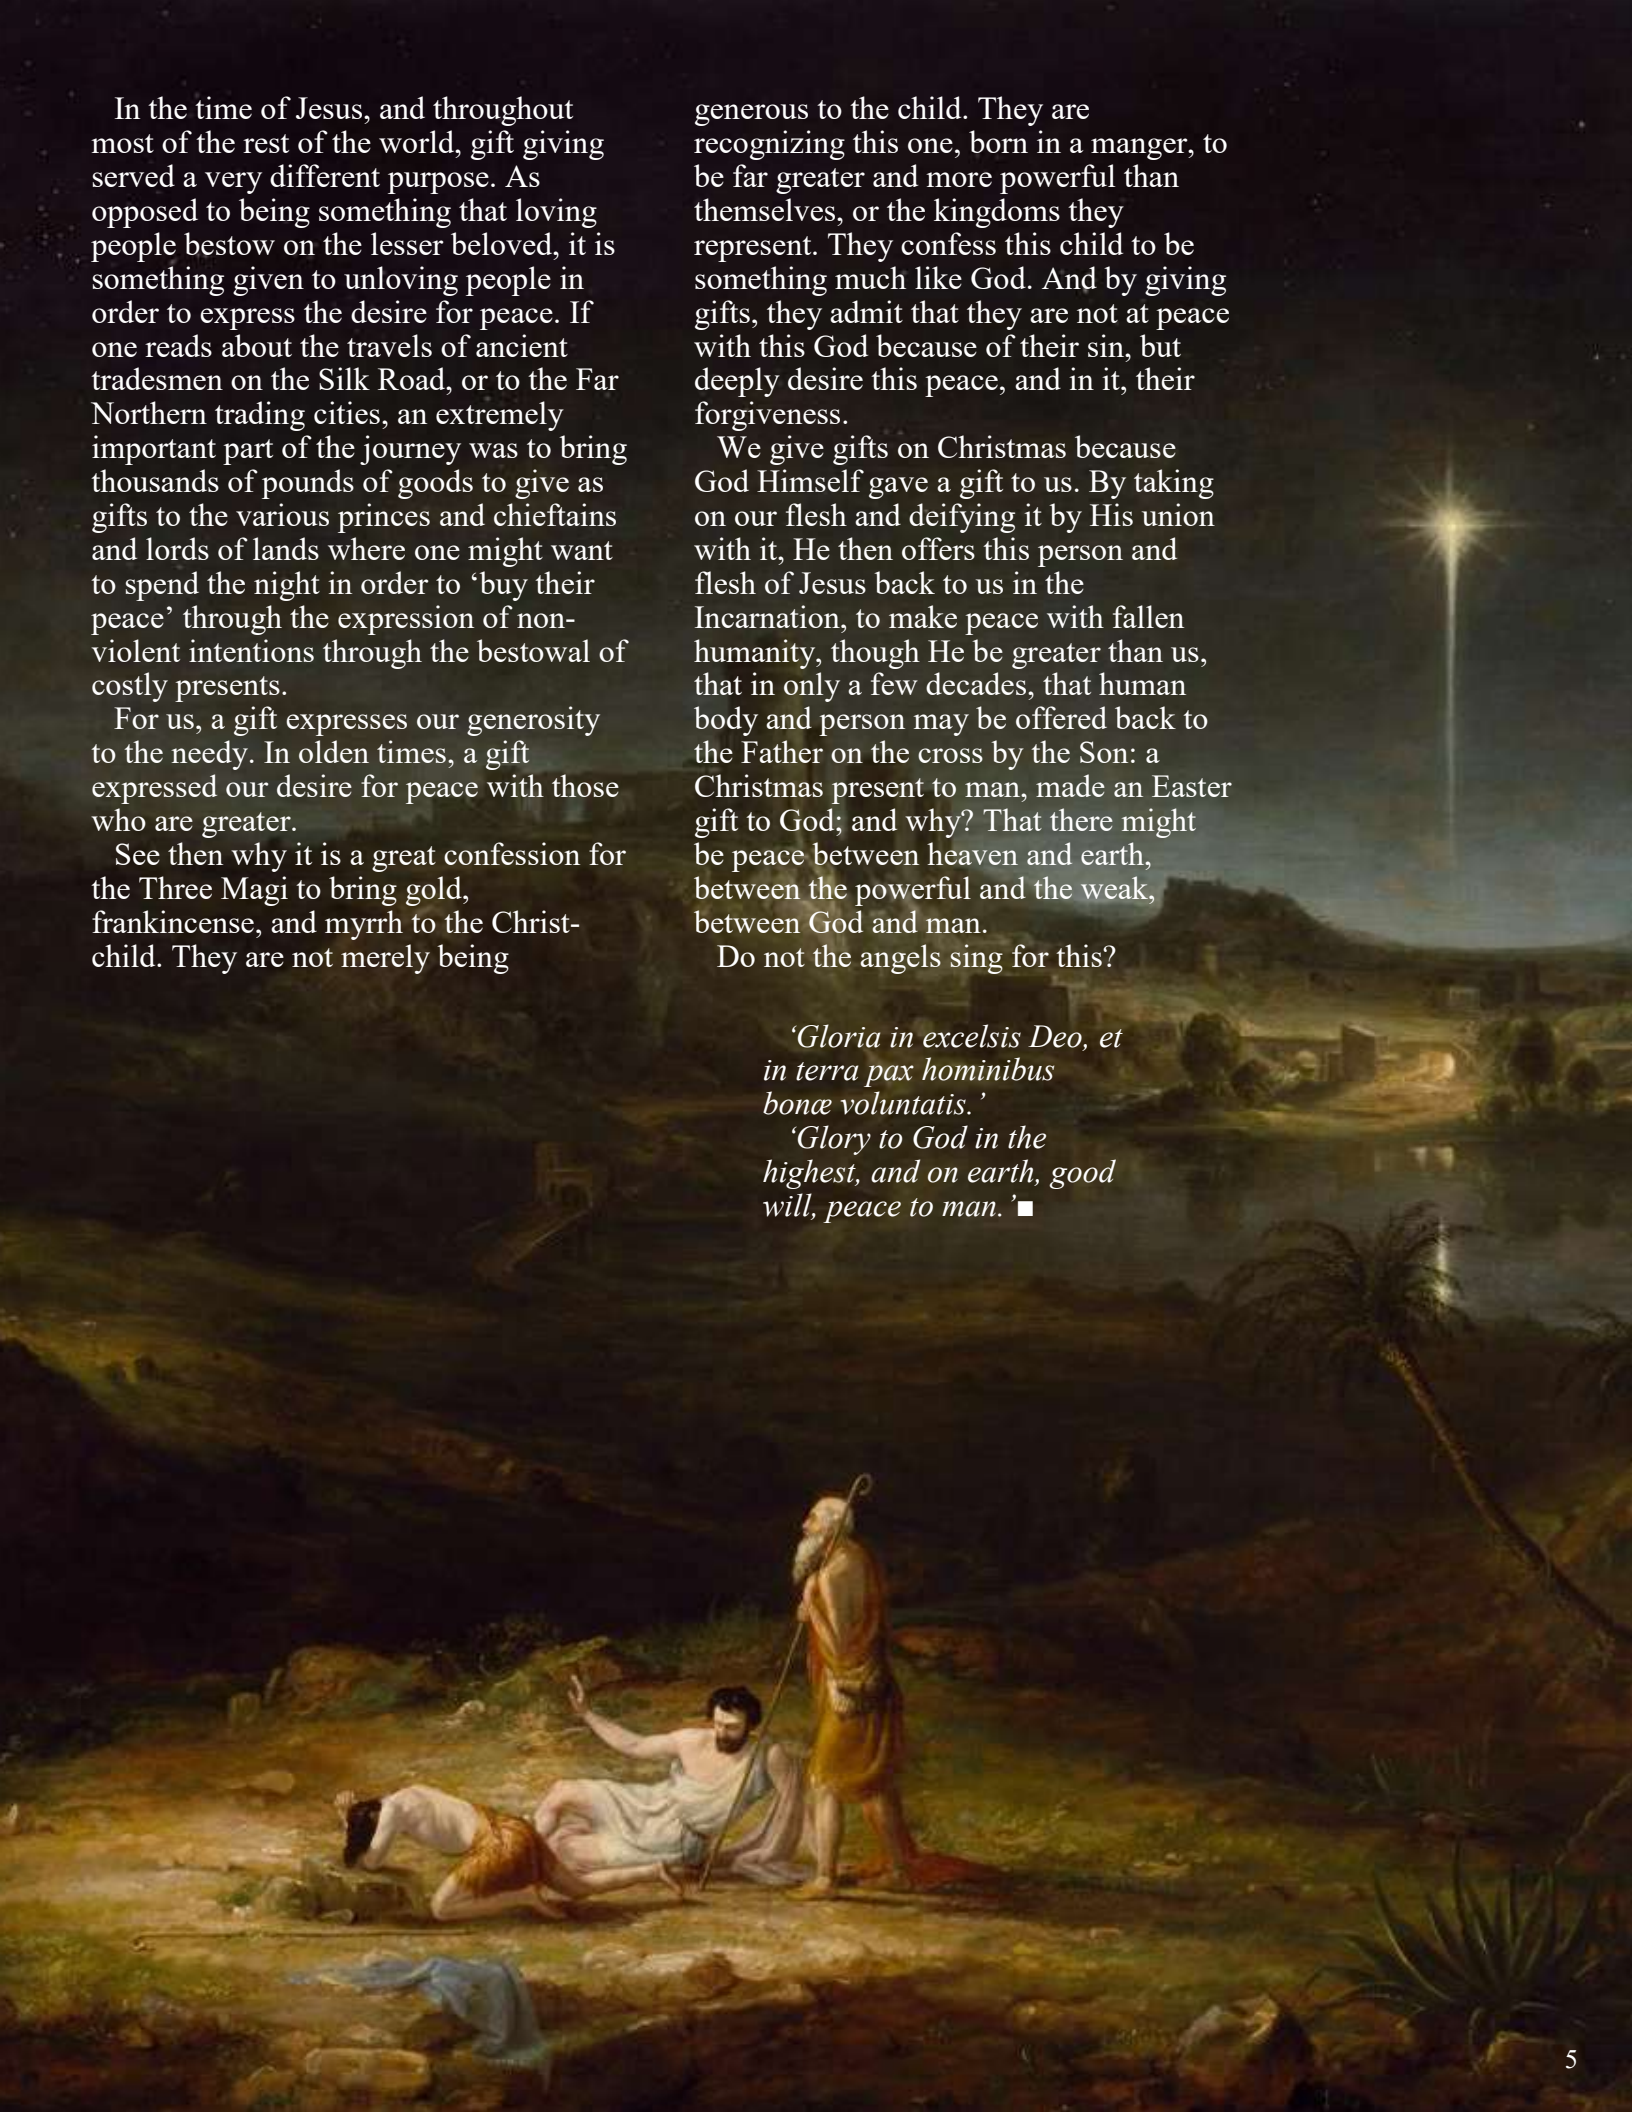 In the time of Jesus, and throughout
most of the rest of the world, gift giving
served a very different purpose. As
opposed to being something that loving
people bestow on the lesser beloved, it is
something given to unloving people in
order to express the desire for peace. If
one reads about the travels of ancient
tradesmen on the Silk Road, or to the Far
Northern trading cities, an extremely
important part of the journey was to bring
thousands of pounds of goods to give as
gifts to the various princes and chieftains
and lords of lands where one might want
to spend the night in order to ‘buy their
peace’ through the expression of non-
violent intentions through the bestowal of
costly presents.
For us, a gift expresses our generosity
to the needy. In olden times, a gift
expressed our desire for peace with those
who are greater.
See then why it is a great confession for
the Three Magi to bring gold,
frankincense, and myrrh to the Christ-
child. They are not merely being
generous to the child. They are
recognizing this one, born in a manger, to
be far greater and more powerful than
themselves, or the kingdoms they
represent. They confess this child to be
something much like God. And by giving
gifts, they admit that they are not at peace
with this God because of their sin, but
deeply desire this peace, and in it, their
forgiveness.
We give gifts on Christmas because
God Himself gave a gift to us. By taking
on our flesh and deifying it by His union
with it, He then offers this person and
flesh of Jesus back to us in the
Incarnation, to make peace with fallen
humanity, though He be greater than us,
that in only a few decades, that human
body and person may be offered back to
the Father on the cross by the Son: a
Christmas present to man, made an Easter
gift to God; and why? That there might
be peace between heaven and earth,
between the powerful and the weak,
between God and man.
Do not the angels sing for this?
‘Gloria in excelsis Deo, et
in terra pax hominibus
bonæ voluntatis.’
‘Glory to God in the
highest, and on earth, good
will, peace to man.’■
5